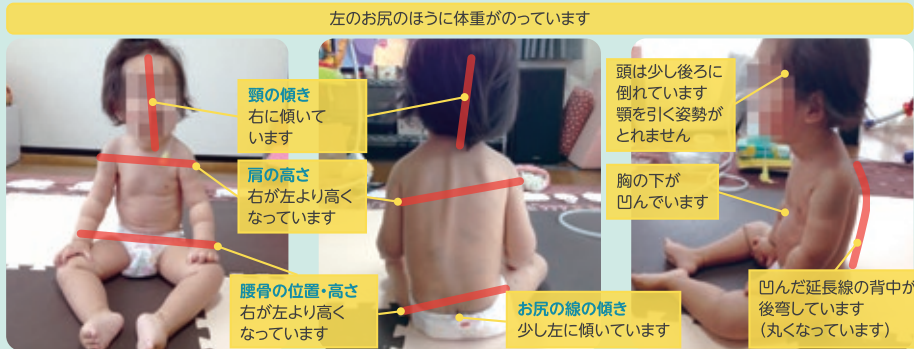 左のお尻のほうに体重がのっています
頸の傾き
右に傾いて
います
肩の高さ
右が左より高く
なっています
腰骨の位置・高さ
右が左より高く
なっています
お尻の線の傾き
少し左に傾いています
頭は少し後ろに
倒れています
顎を引く姿勢が
とれません
胸の下が
凹んでいます
凹んだ延長線の背中が
後弯しています
（丸くなっています）